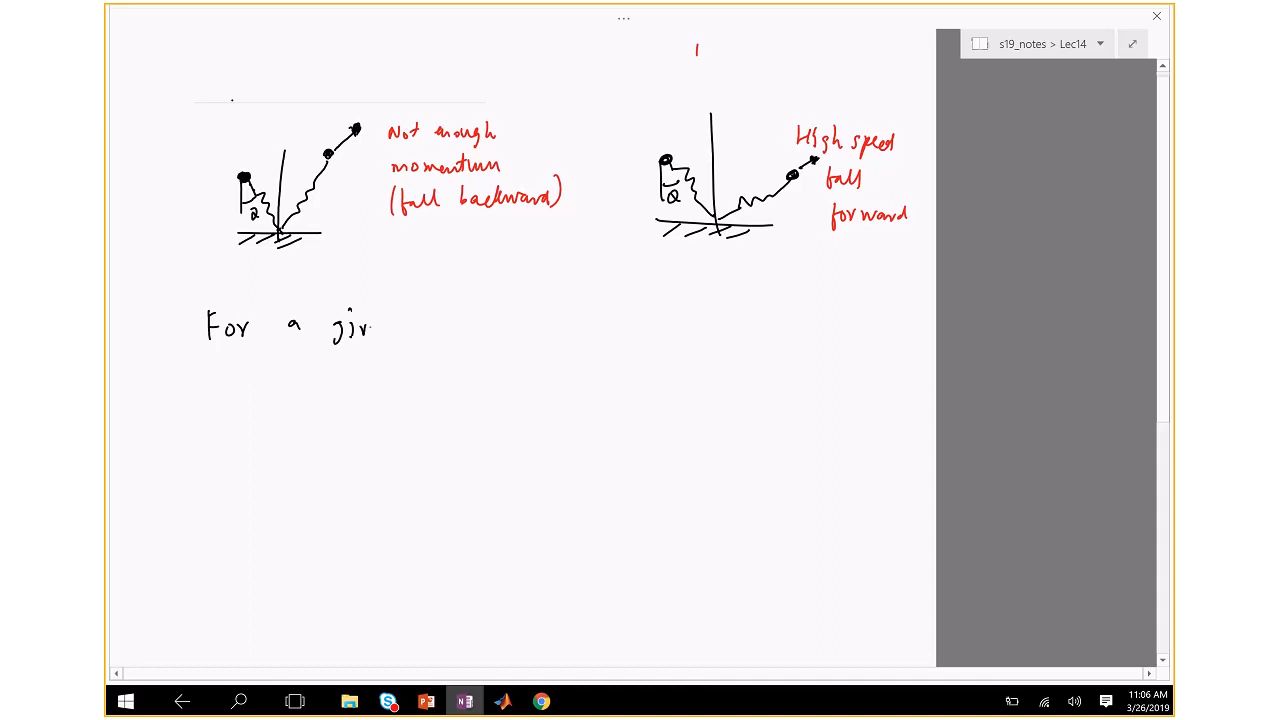 s19_notes > Lec14
Not enough
momentum
(fall backward)
High speed
fall
forward
θ
θ
For a giv
11:06 AM
3/26/2019